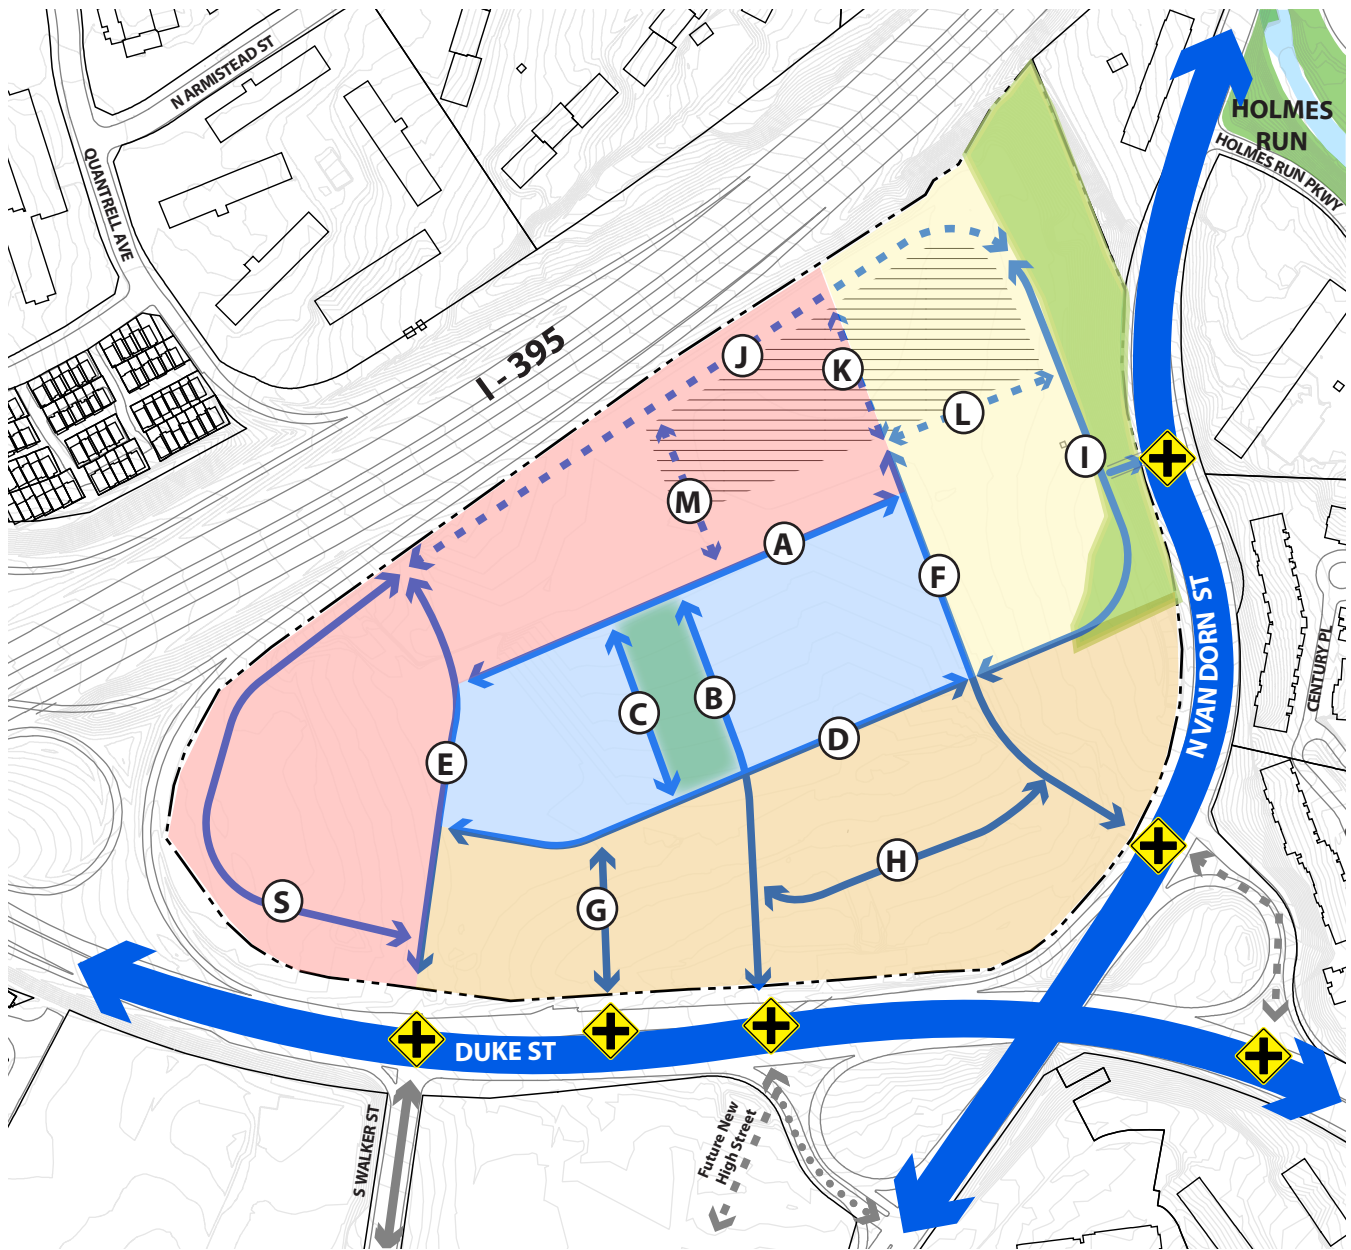 N ARMISTEAD ST
HOLMES
RUN
HOLMES RUN PKWY
QUANTRELL AVE
I - 395
J
K
L
I
M
A
F
N VAN DORN ST
CENTURY PL
C
B
D
E
H
S
G
DUKE ST
S WALKER ST
Future New
High Street